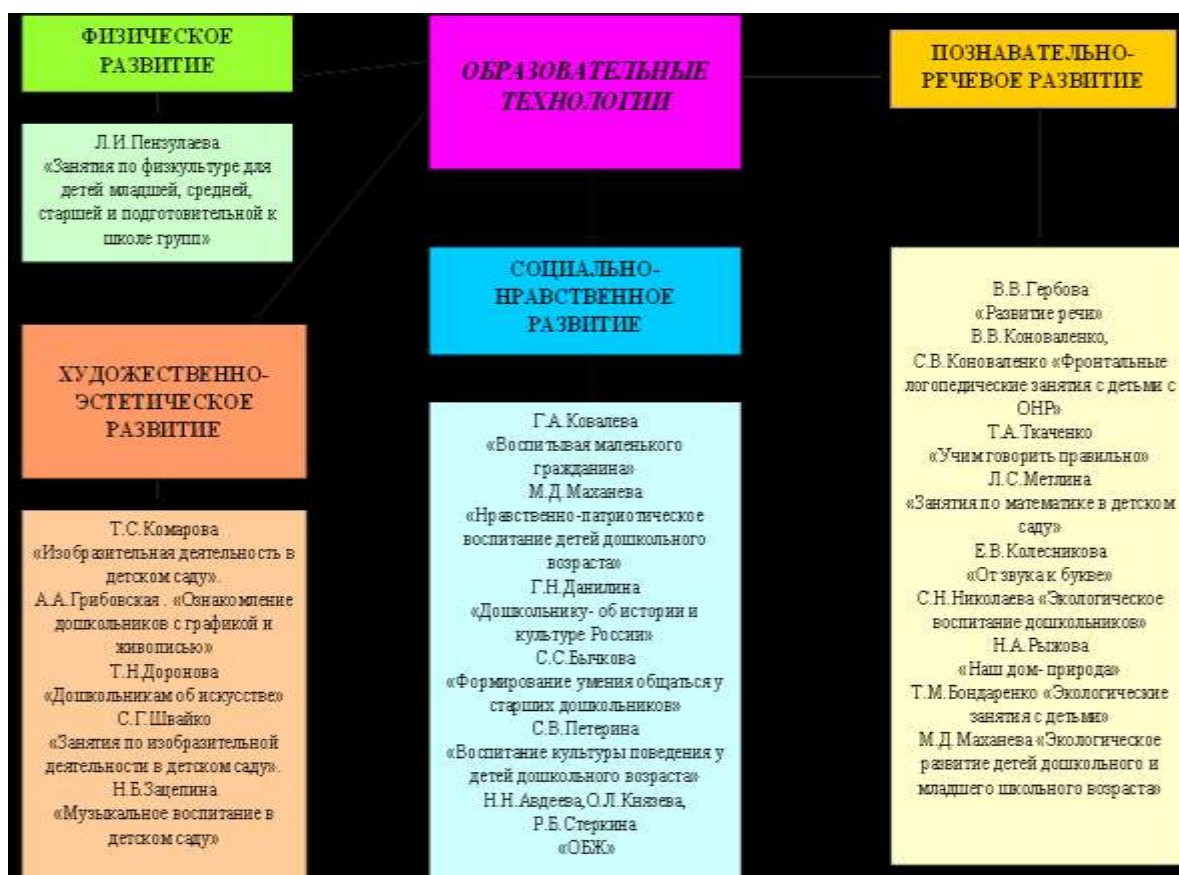 ФИЗИЧЕСКОЕ
РАЗВИТИЕ
Л.И.Пензулаева
«Занятия по физкультуре для
детей младшей, средней,
старшей и подготовительной к
школе групп»
ХУДОЖЕСТВЕННО-
ЭСТЕТИЧЕСКОЕ
РАЗВИТИЕ
Т.С.Комарова
«Изобразительная деятельность в
детском саду».
А.А.Грибовская . «Ознакомление
дошкольников с графикой и
живописью»
Т.Н.Доронова
«Дошкольникам об искусстве»
С.Г.Швайко
«Занятия по изобразительной
деятельности в детском саду».
Н.Б.Зацепина
«Музыкальное воспитание в
детском саду»
ОБРАЗОВАТЕЛЬНЫЕ
ТЕХНОЛОГИИ
СОЦИАЛЬНО-
НРАВСТВЕННОЕ
РАЗВИТИЕ
Г.А.Ковалева
«Воспитывая маленького
гражданина»
М.Д.Маханева
«Нравственно-патриотическое
воспитание детей дошкольного
возраста»
Г.Н.Данилина
«Дошкольнику- об истории и
культуре России»
С.С.Бычкова
«Формирование умения общаться у
старших дошкольников»
С.В.Петерина
«Воспитание культуры поведения у
детей дошкольного возраста»
Н.Н.Авдеева,О.Л.Князева,
Р.Б.Стеркина
«ОБЖ»
ПОЗНАВАТЕЛЬНО-
РЕЧЕВОЕ РАЗВИТИЕ
В.В.Гербова
«Развитие речи»
В.В.Коноваленко,
С.В.Коноваленко «Фронтальные
логопедические занятия с детьми с
ОНР»
Т.А.Ткаченко
«Учим говорить правильно»
Л.С.Метлина
«Занятия по математике в детском
саду»
Е.В.Колесникова
«От звука к букве»
С.Н.Николаева «Экологическое
воспитание дошкольников»
Н.А.Рыжова
«Наш дом- природа»
Т.М.Бондаренко «Экологические
занятия с детьми»
М.Д.Маханева «Экологическое
развитие детей дошкольного и
младшего школьного возраста»